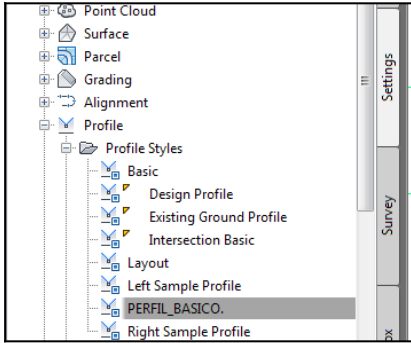 Point Cloud
Surface
Parcel
Grading
Alignment
Profile
Profile Styles
Basic
Design Profile
Existing Ground Profile
Intersection Basic
Layout
Left Sample Profile
PERFIL_BASICO.
Right Sample Profile
Settings
Survey